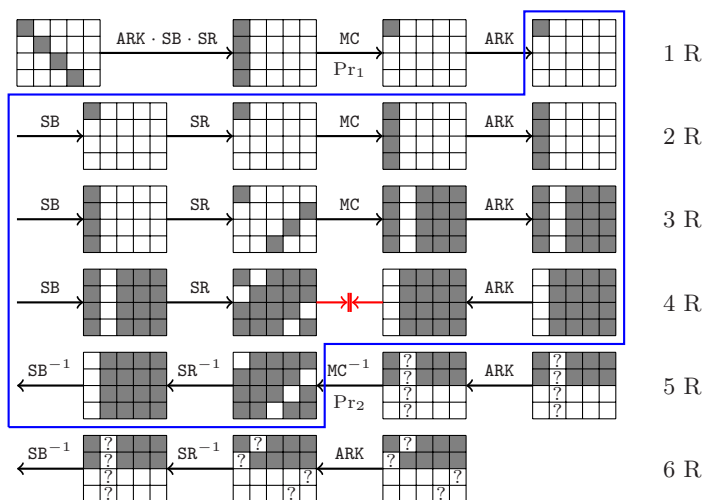 ARK · SB · SR MC ARK 1 R
Pr₁
SB SR MC ARK 2 R
SB SR MC ARK 3 R
SB SR ARK 4 R
SB⁻¹ SR⁻¹ MC⁻¹ ? ARK ? 5 R
? ?
Pr₂ ? ?
? ?
SB⁻¹ ? SR⁻¹ ? ARK ? 6 R
? ? ?
? ? ?
? ? ?